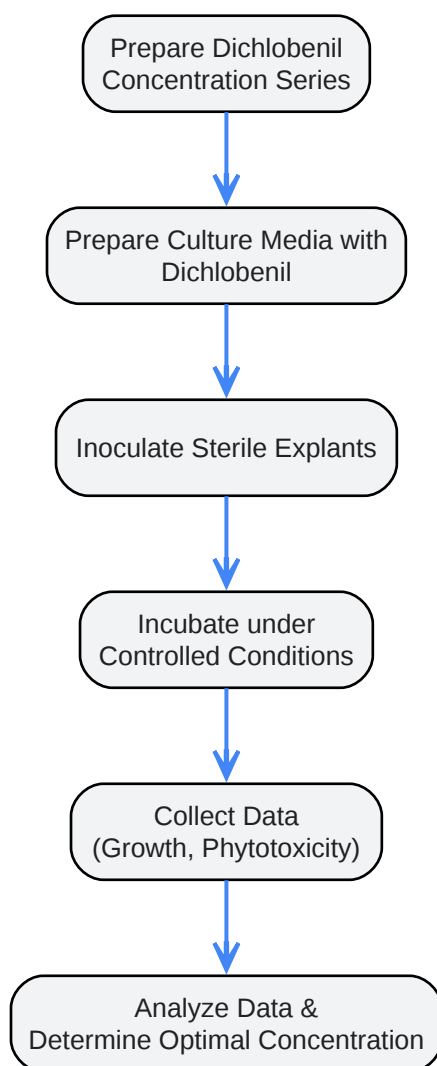 Prepare Dichlobenil
Concentration Series
Prepare Culture Media with
Dichlobenil
Inoculate Sterile Explants
Incubate under
Controlled Conditions
Collect Data
(Growth, Phytotoxicity)
Analyze Data &
Determine Optimal Concentration